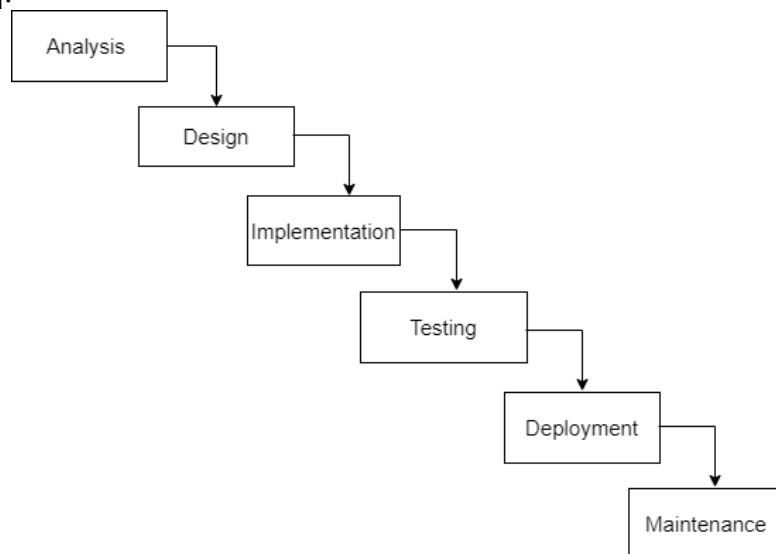 Analysis
Design
Implementation
Testing
Deployment
Maintenance